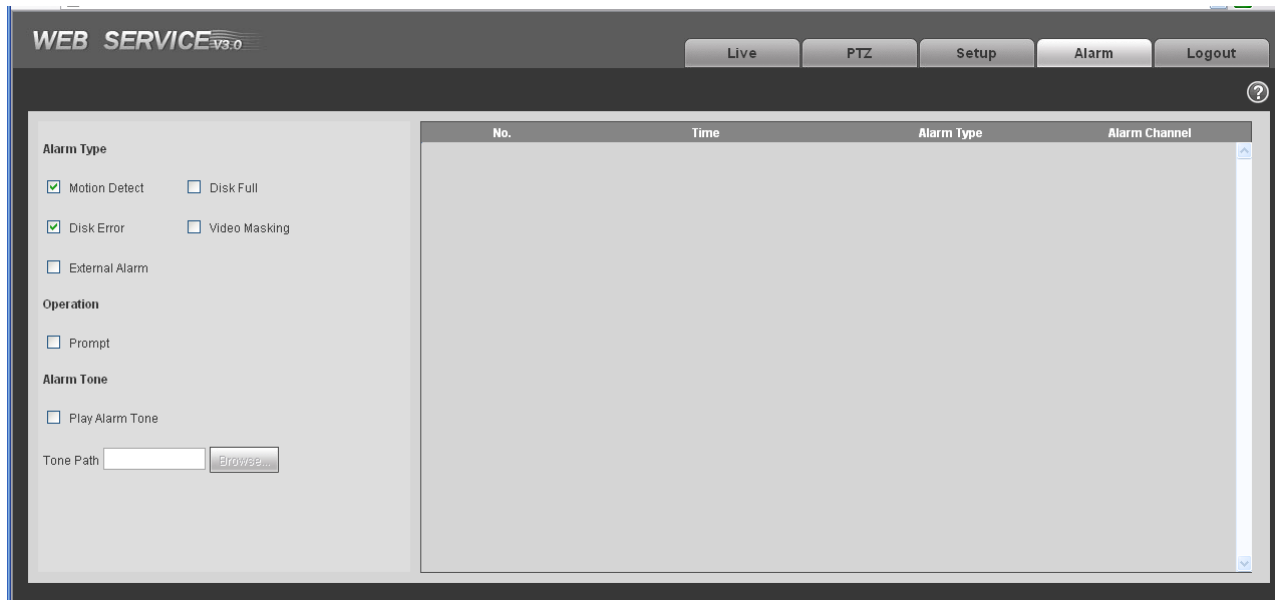 WEB SERVICE V3.0
Live PTZ Setup Alarm Logout
?
No. Time Alarm Type Alarm Channel
Alarm Type
Motion Detect Disk Full
Disk Error Video Masking
External Alarm
Operation
Prompt
Alarm Tone
Play Alarm Tone
Tone Path Browse...